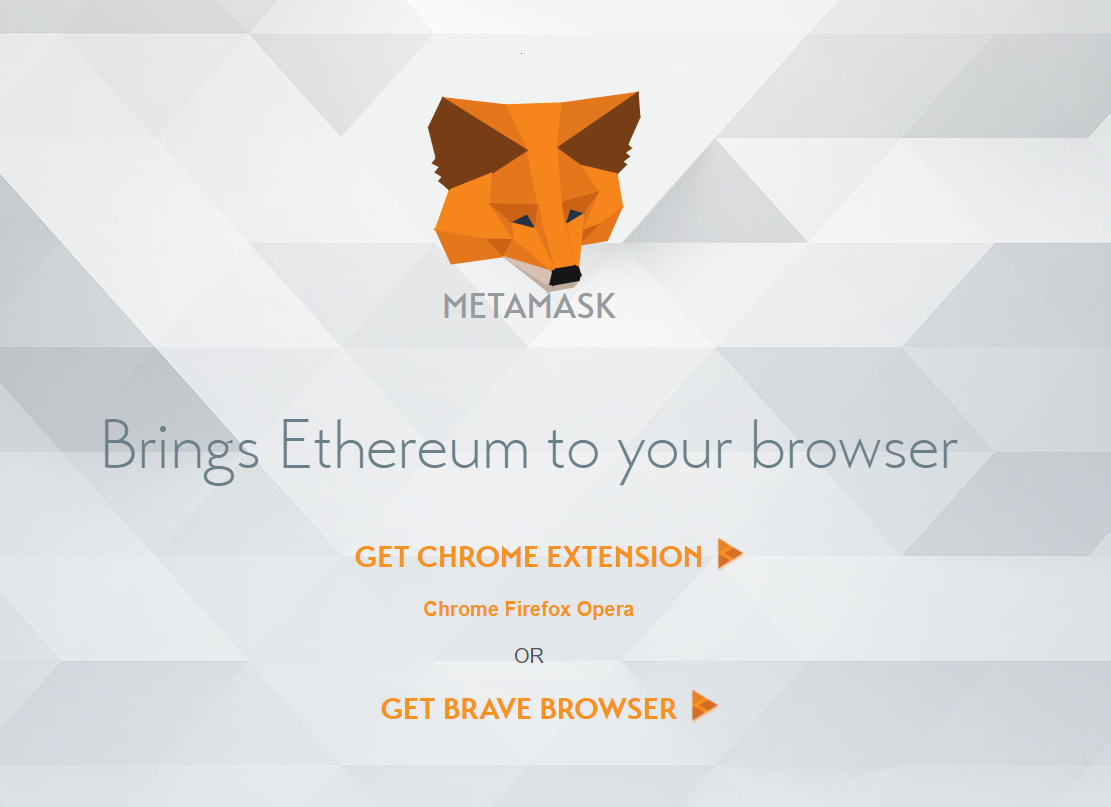 METAMASK
Brings Ethereum to your browser
GET CHROME EXTENSION
Chrome Firefox Opera
OR
GET BRAVE BROWSER